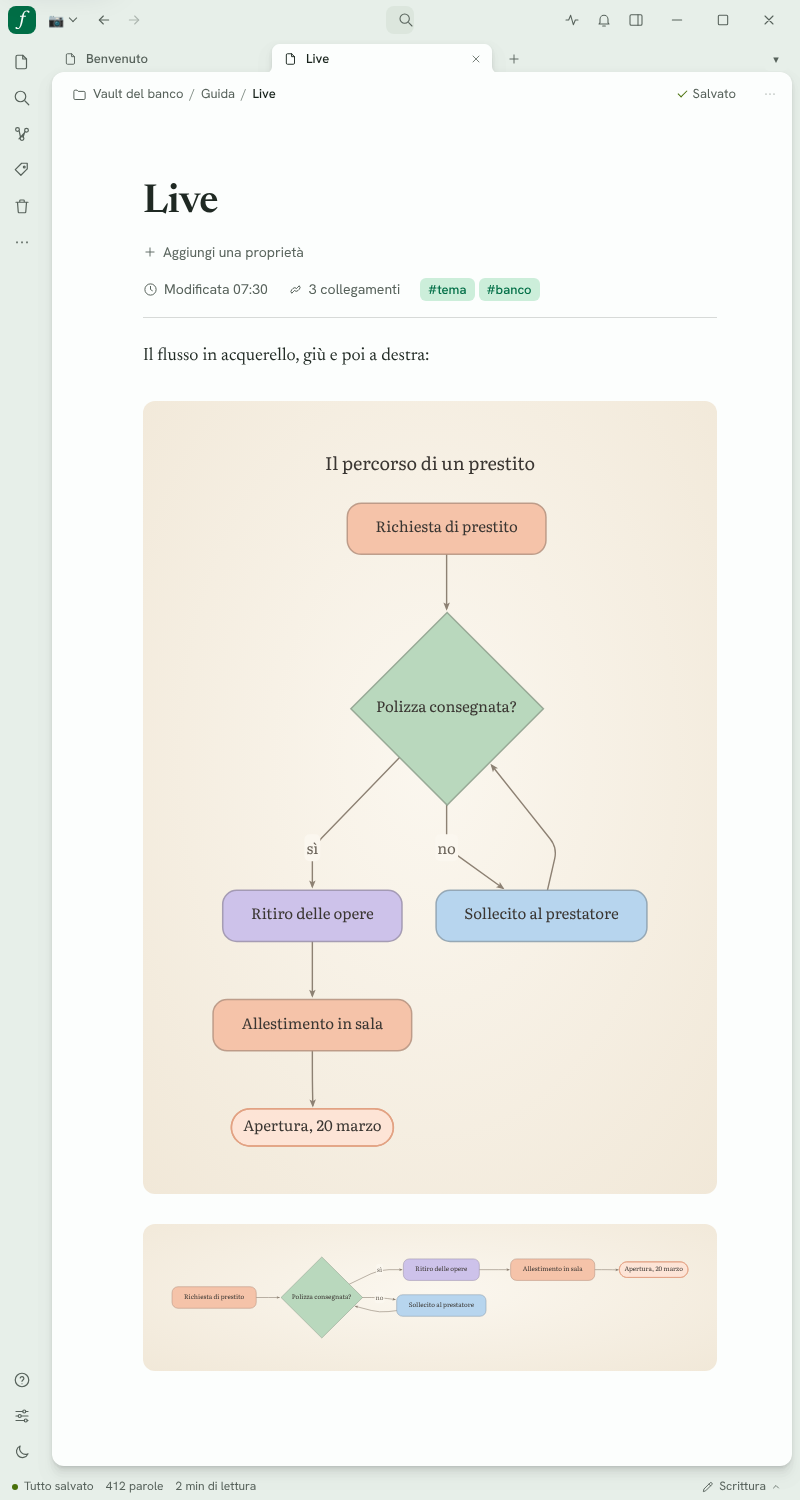 Benvenuto
Live
Vault del banco / Guida / Live
Salvato
Live
Aggiungi una proprietà
Modificata 07:30
3 collegamenti
#tema
#banco
Il flusso in acquerello, giù e poi a destra:
Il percorso di un prestito
Richiesta di prestito
Polizza consegnata?
sì
no
Ritiro delle opere
Sollecito al prestatore
Allestimento in sala
Apertura, 20 marzo
Richiesta di prestito
Polizza consegnata?
sì
no
Ritiro delle opere
Sollecito al prestatore
Allestimento in sala
Apertura, 20 marzo
Tutto salvato
412 parole
2 min di lettura
Scrittura